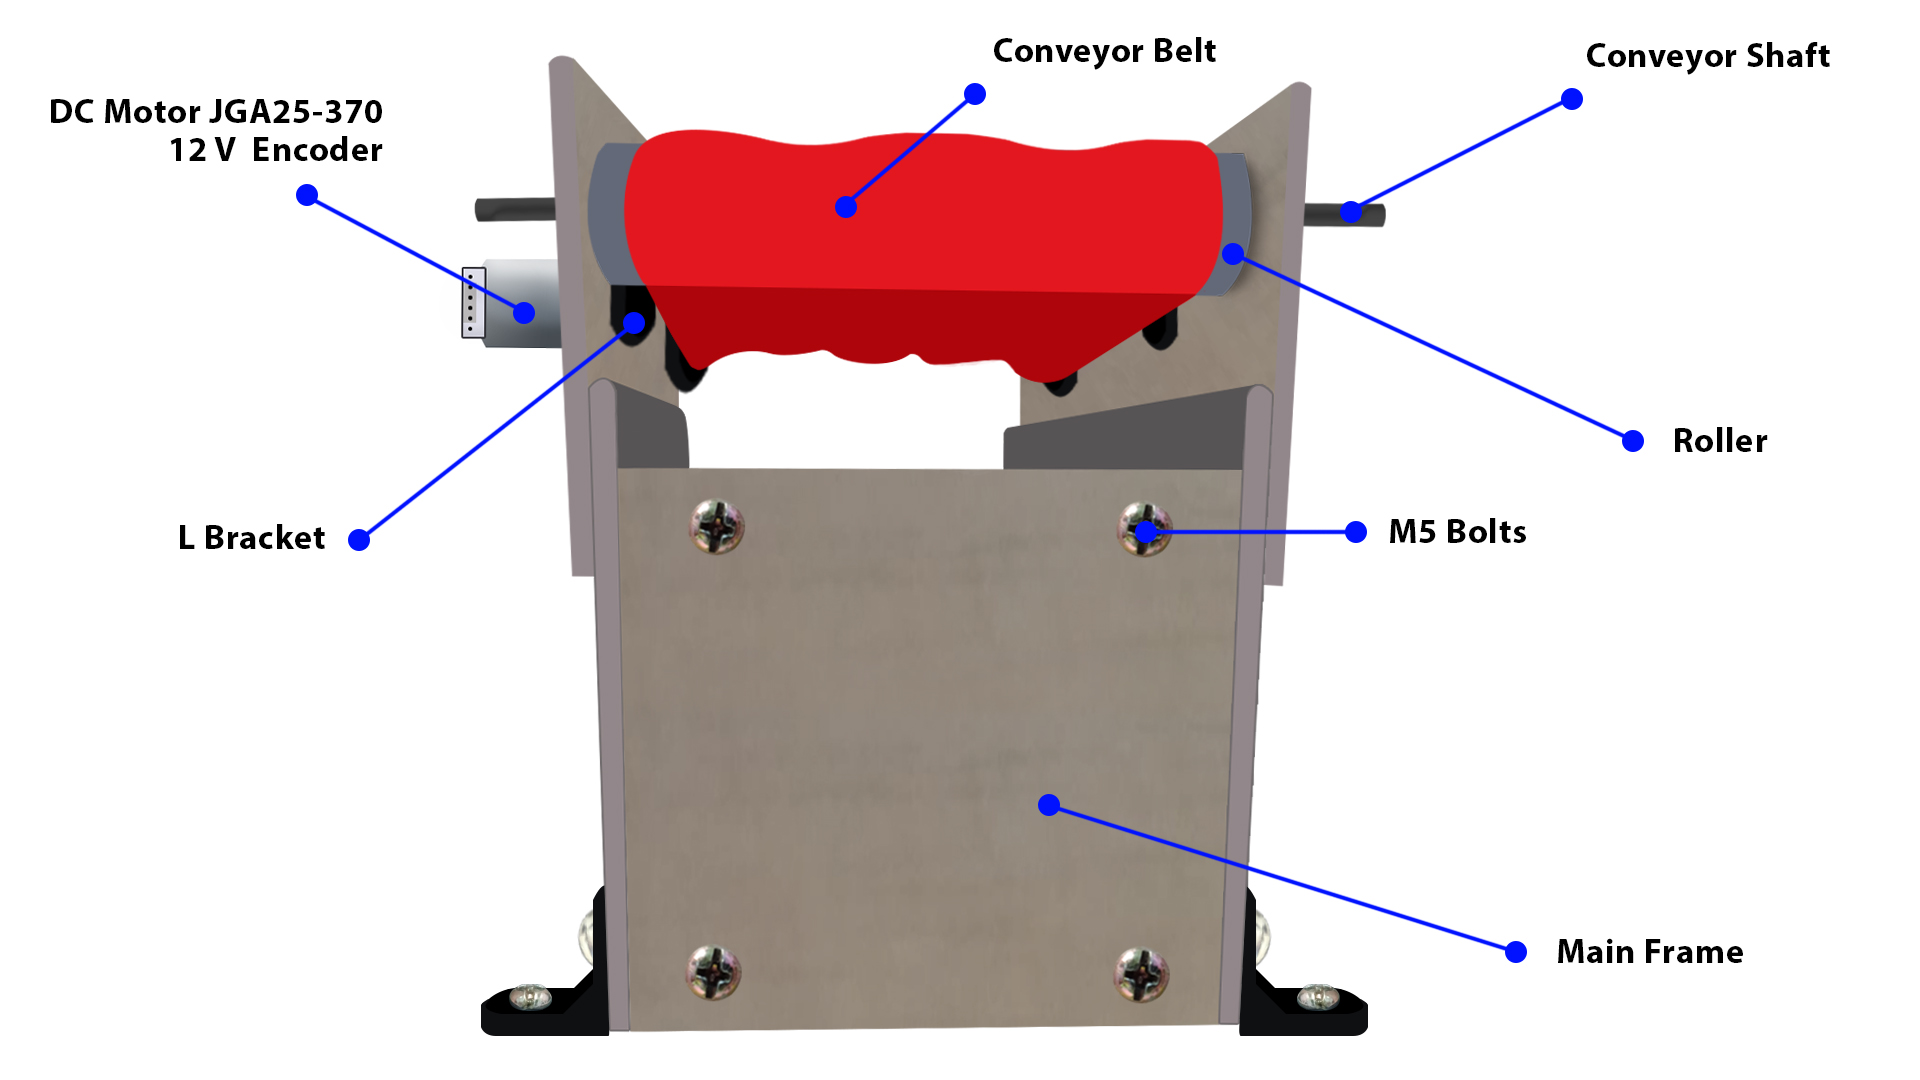 Conveyor Belt
Conveyor Shaft
DC Motor JGA25-370
12 V  Encoder
Roller
L Bracket
M5 Bolts
Main Frame